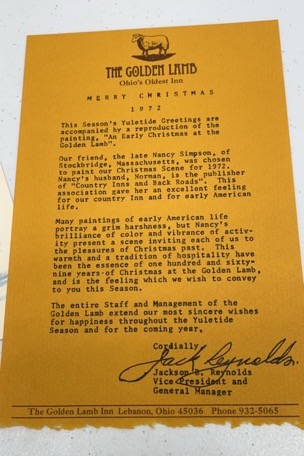 THE GOLDEN LAMB
Ohio's Oldest Inn
MERRY CHRISTMAS
1972
This Season's Yuletide Greetings are
accompanied by a reproduction of the
painting, "An Early Christmas at the
Golden Lamb".
Our friend, the late Nancy Simpson, of
Stockbridge, Massachusetts, was chosen
to paint our Christmas Scene for 1972.
Nancy's husband, Norman, is the publisher
of "Country Inns and Back Roads". This
association gave her an excellent feeling
for our country Inn and for early American
life.
Many paintings of early American life
portray a grim harshness, but Nancy's
brilliance of color and vibrance of activ-
ity present a scene inviting each of us to
the pleasures of Christmas past. This
warmth and a tradition of hospitality have
been the essence of one hundred and sixty-
nine years of Christmas at the Golden Lamb,
and is the feeling which we wish to convey
to you this Season.
The entire Staff and Management of the
Golden Lamb extend our most sincere wishes
for happiness throughout the Yuletide
Season and for the coming year,
Cordially
Jack Reynolds.
Jackson B. Reynolds
Vice President and
General Manager
The Golden Lamb Inn Lebanon, Ohio 45036 Phone 932-5065